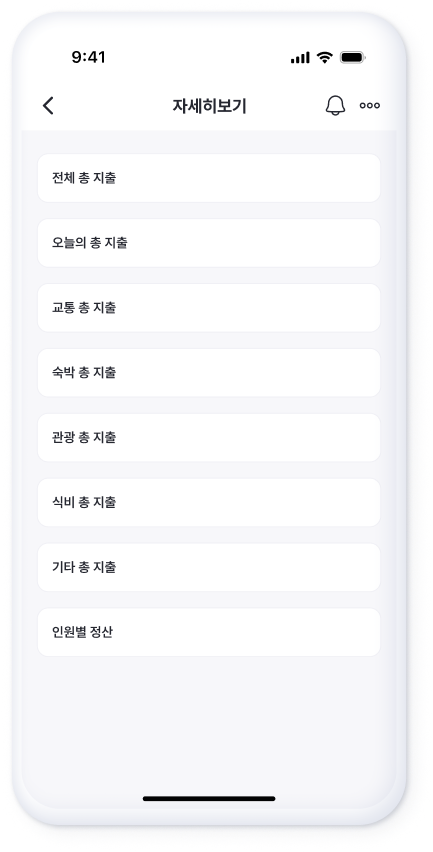 9:41
자세히보기
전체 총 지출
오늘의 총 지출
교통 총 지출
숙박 총 지출
관광 총 지출
식비 총 지출
기타 총 지출
인원별 정산